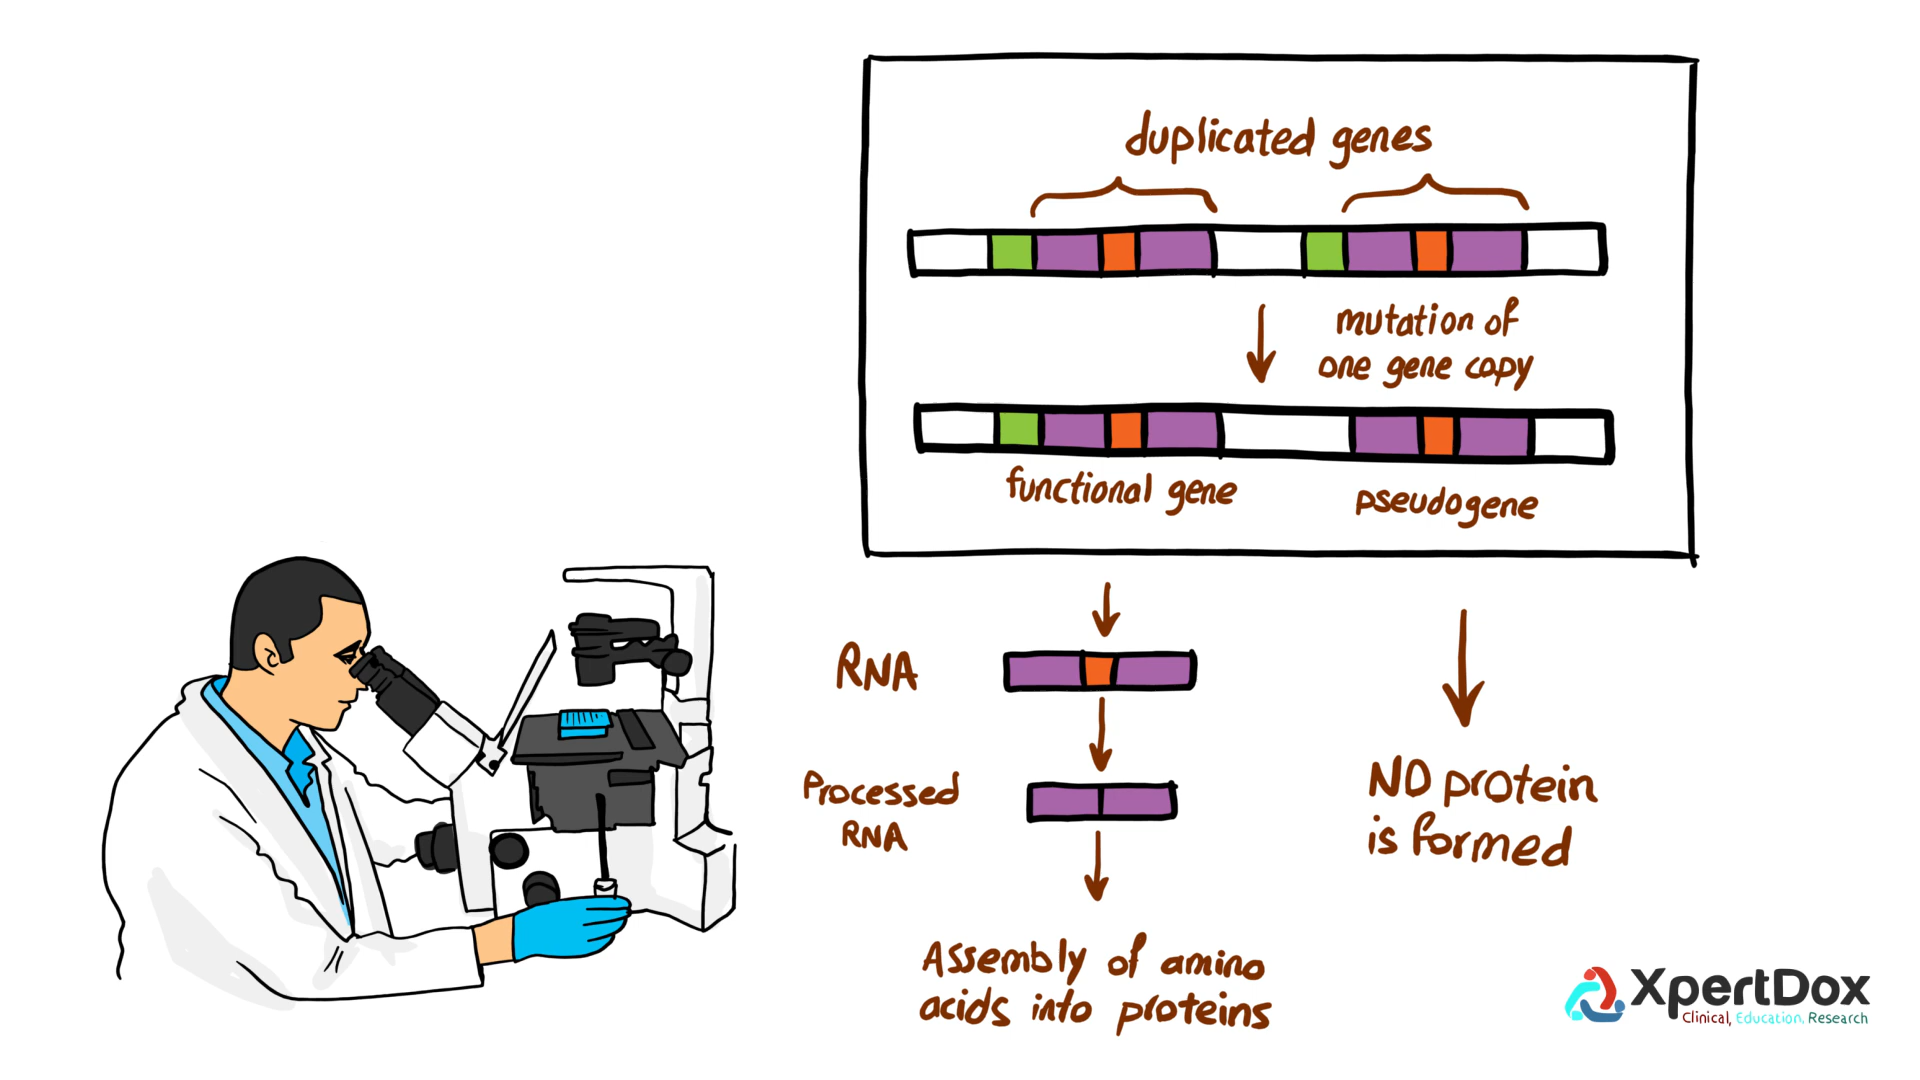 duplicated genes
mutation of
one gene copy
functional gene
pseudogene
RNA
Processed
RNA
NO protein
is formed
Assembly of amino
acids into proteins
XpertDox
Clinical, Education, Research